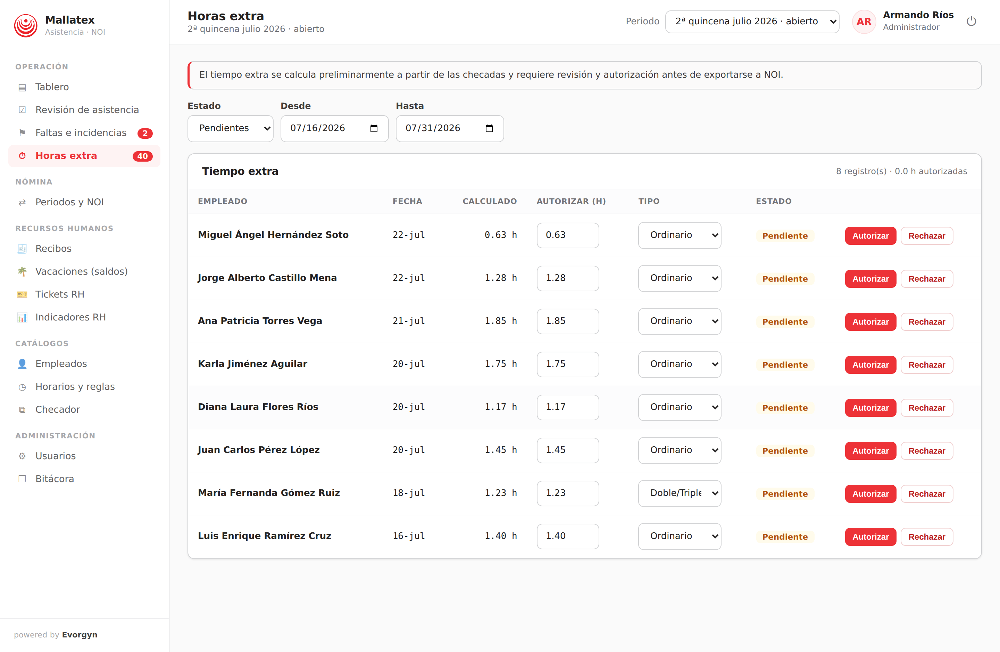 Mallatex
Asistencia · NOI
OPERACIÓN
Tablero
Revisión de asistencia
Faltas e incidencias 2
Horas extra 40
NÓMINA
Periodos y NOI
RECURSOS HUMANOS
Recibos
Vacaciones (saldos)
Tickets RH
Indicadores RH
CATÁLOGOS
Empleados
Horarios y reglas
Checador
ADMINISTRACIÓN
Usuarios
Bitácora
powered by Evorgyn
Horas extra
2ª quincena julio 2026 · abierto
Periodo 2ª quincena julio 2026 · abierto
AR
Armando Ríos
Administrador
El tiempo extra se calcula preliminarmente a partir de las checadas y requiere revisión y autorización antes de exportarse a NOI.
Estado Desde Hasta
Pendientes 07/16/2026 07/31/2026
Tiempo extra 8 registro(s) · 0.0 h autorizadas
EMPLEADO FECHA CALCULADO AUTORIZAR (H) TIPO ESTADO
Miguel Ángel Hernández Soto 22-jul 0.63 h 0.63 Ordinario Pendiente Autorizar Rechazar
Jorge Alberto Castillo Mena 22-jul 1.28 h 1.28 Ordinario Pendiente Autorizar Rechazar
Ana Patricia Torres Vega 21-jul 1.85 h 1.85 Ordinario Pendiente Autorizar Rechazar
Karla Jiménez Aguilar 20-jul 1.75 h 1.75 Ordinario Pendiente Autorizar Rechazar
Diana Laura Flores Ríos 20-jul 1.17 h 1.17 Ordinario Pendiente Autorizar Rechazar
Juan Carlos Pérez López 20-jul 1.45 h 1.45 Ordinario Pendiente Autorizar Rechazar
María Fernanda Gómez Ruiz 18-jul 1.23 h 1.23 Doble/Triple Pendiente Autorizar Rechazar
Luis Enrique Ramírez Cruz 16-jul 1.40 h 1.40 Ordinario Pendiente Autorizar Rechazar